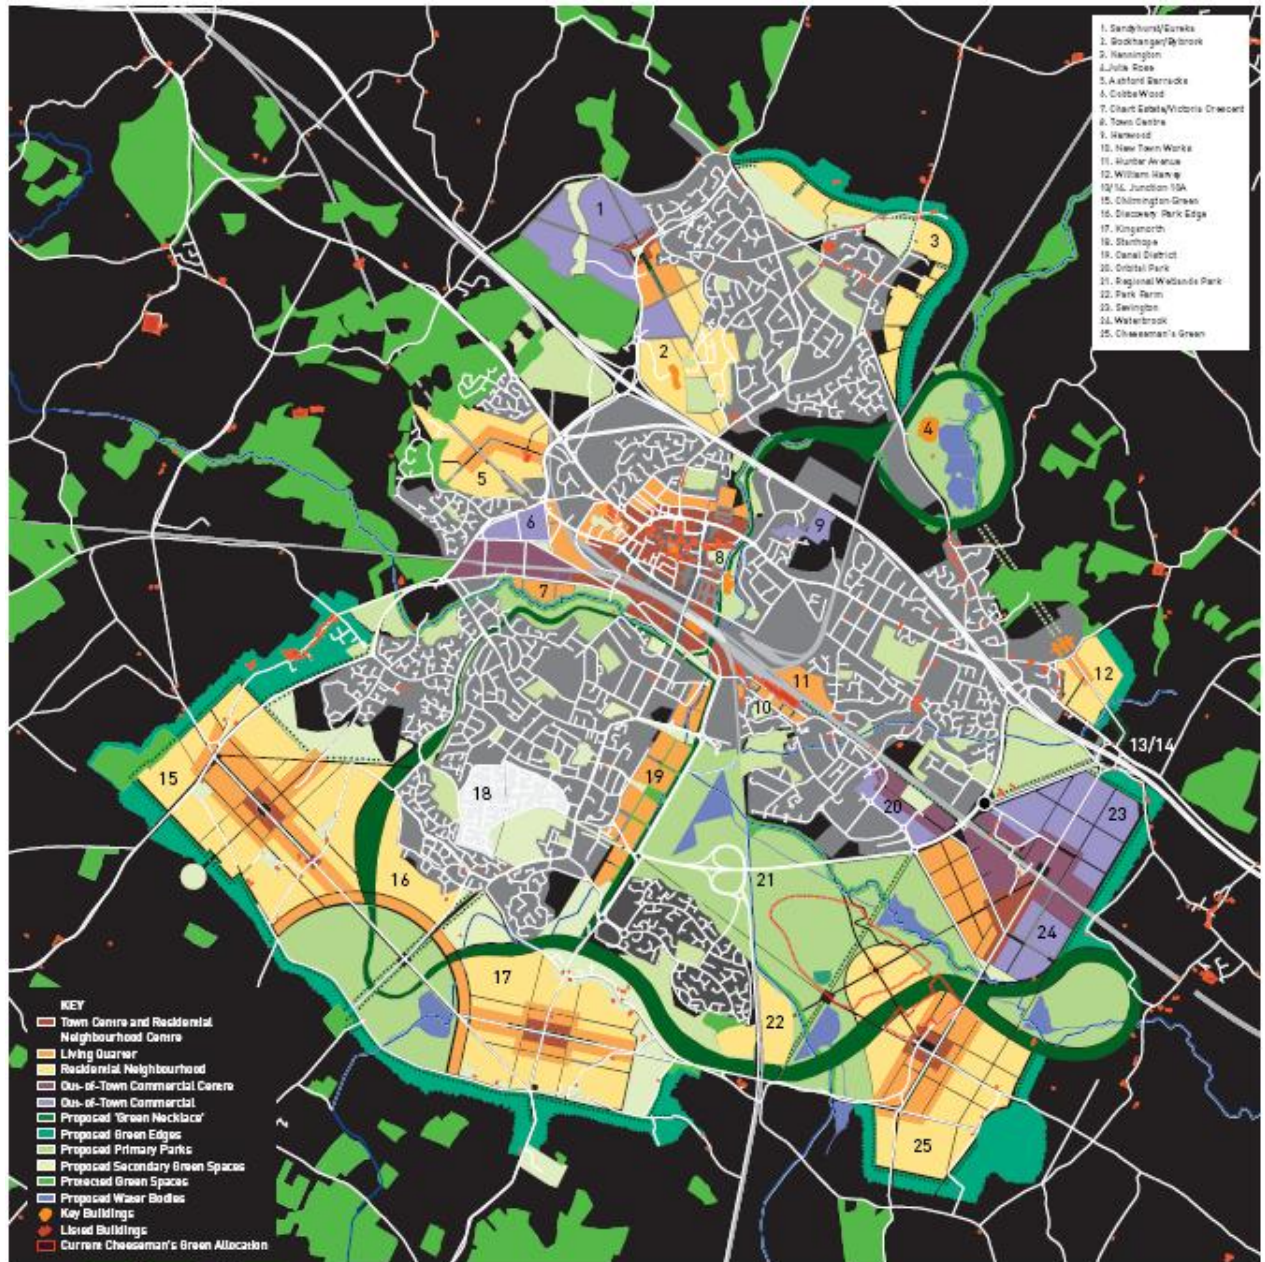 1. Sandyhurst/Eureka
2. Bockhanger/Bybrook
3. Kennington
4. Julie Rose
5. Ashford Barracks
6. Cobbs Wood
7. Chart Estate/Victoria Crescent
8. Town Centre
9. Henwood
10. New Town Works
11. Hunter Avenue
12. William Harvey
13/14. Junction 10A
15. Chilmington Green
16. Discovery Park Edge
17. Kingsnorth
18. Stanhope
19. Canal District
20. Orbital Park
21. Regional Wetlands Park
22. Park Farm
23. Sevington
24. Waterbrook
25. Cheeseman's Green
1
3
2
4
5
6
9
8
7
12
11
10
13/14
15
19
18
20
23
16
21
24
17
22
25
KEY
Town Centre and Residential
Neighbourhood Centre
Living Quarter
Residential Neighbourhood
Out-of-Town Commercial Centre
Out-of-Town Commercial
Proposed 'Green Necklace'
Proposed Green Edges
Proposed Primary Parks
Proposed Secondary Green Spaces
Protected Green Spaces
Proposed Water Bodies
Key Buildings
Listed Buildings
Current Cheeseman's Green Allocation